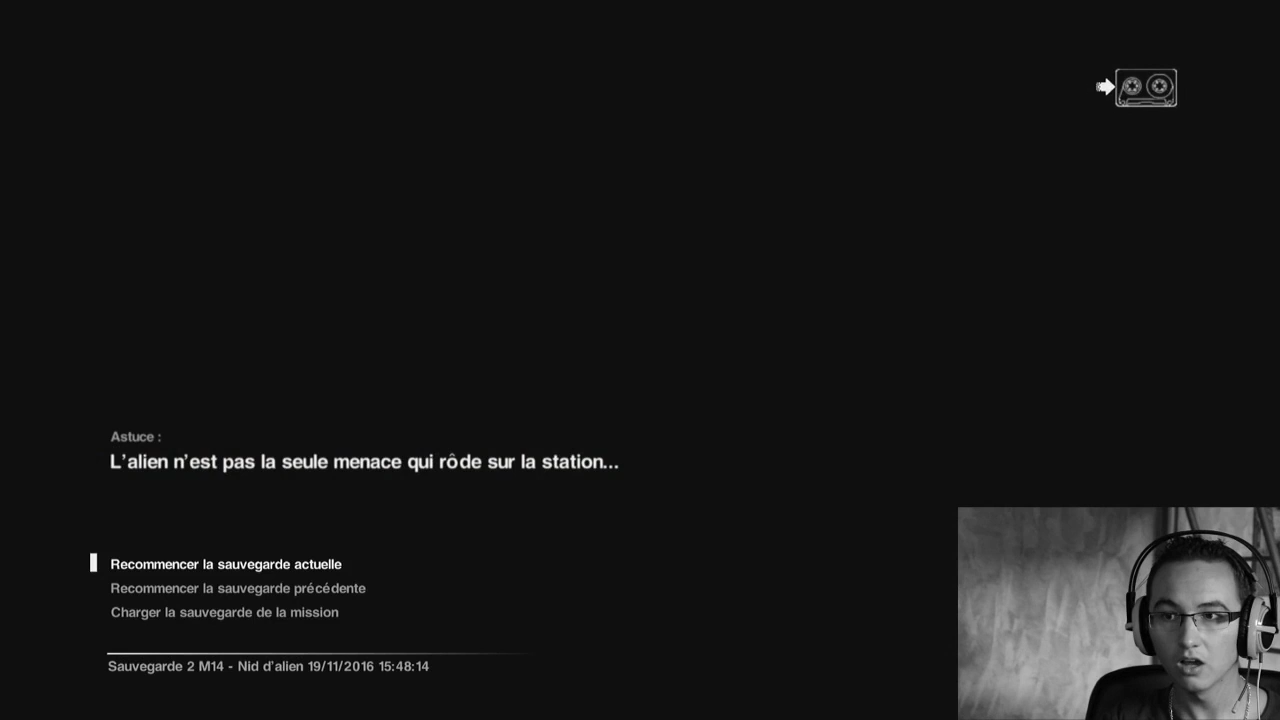 Astuce :
L’alien n’est pas la seule menace qui rôde sur la station...
Recommencer la sauvegarde actuelle
Recommencer la sauvegarde précédente
Charger la sauvegarde de la mission
Sauvegarde 2 M14 - Nid d’alien 19/11/2016 15:48:14